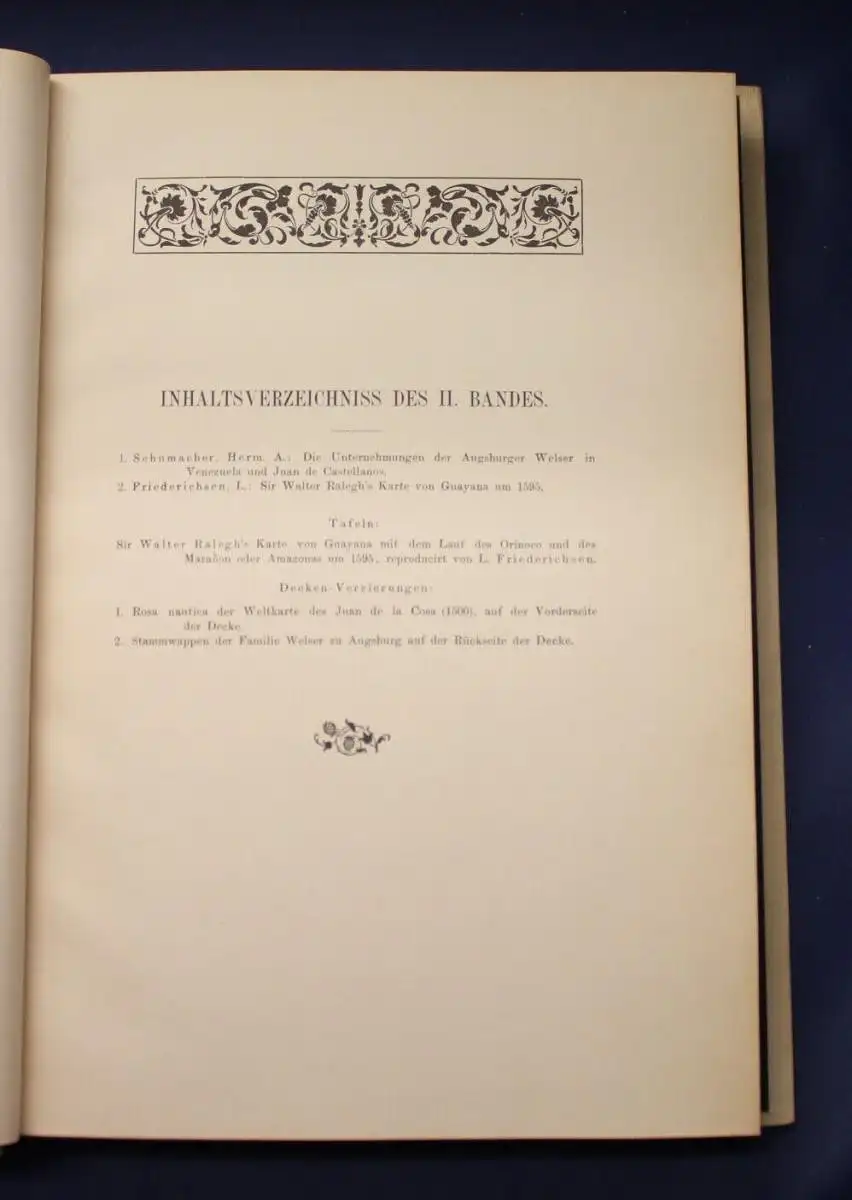 INHALTSVERZEICHNISS DES II. BANDES.
1. Schumacher, Herm. A.: Die Unternehmungen der Augsburger Welser in
Venezuela und Juan de Castellanos.
2. Friederichsen, L.: Sir Walter Ralegh's Karte von Guayana um 1595.
Tafeln:
Sir Walter Ralegh's Karte von Guayana mit dem Lauf des Orinoco und des
Marañon oder Amazonas um 1595, reproducirt von L. Friederichsen.
Decken-Verzierungen:
1. Rosa nautica der Weltkarte des Juan de la Cosa (1500), auf der Vorderseite
der Decke.
2. Stammwappen der Familie Welser zu Augsburg auf der Rückseite der Decke.